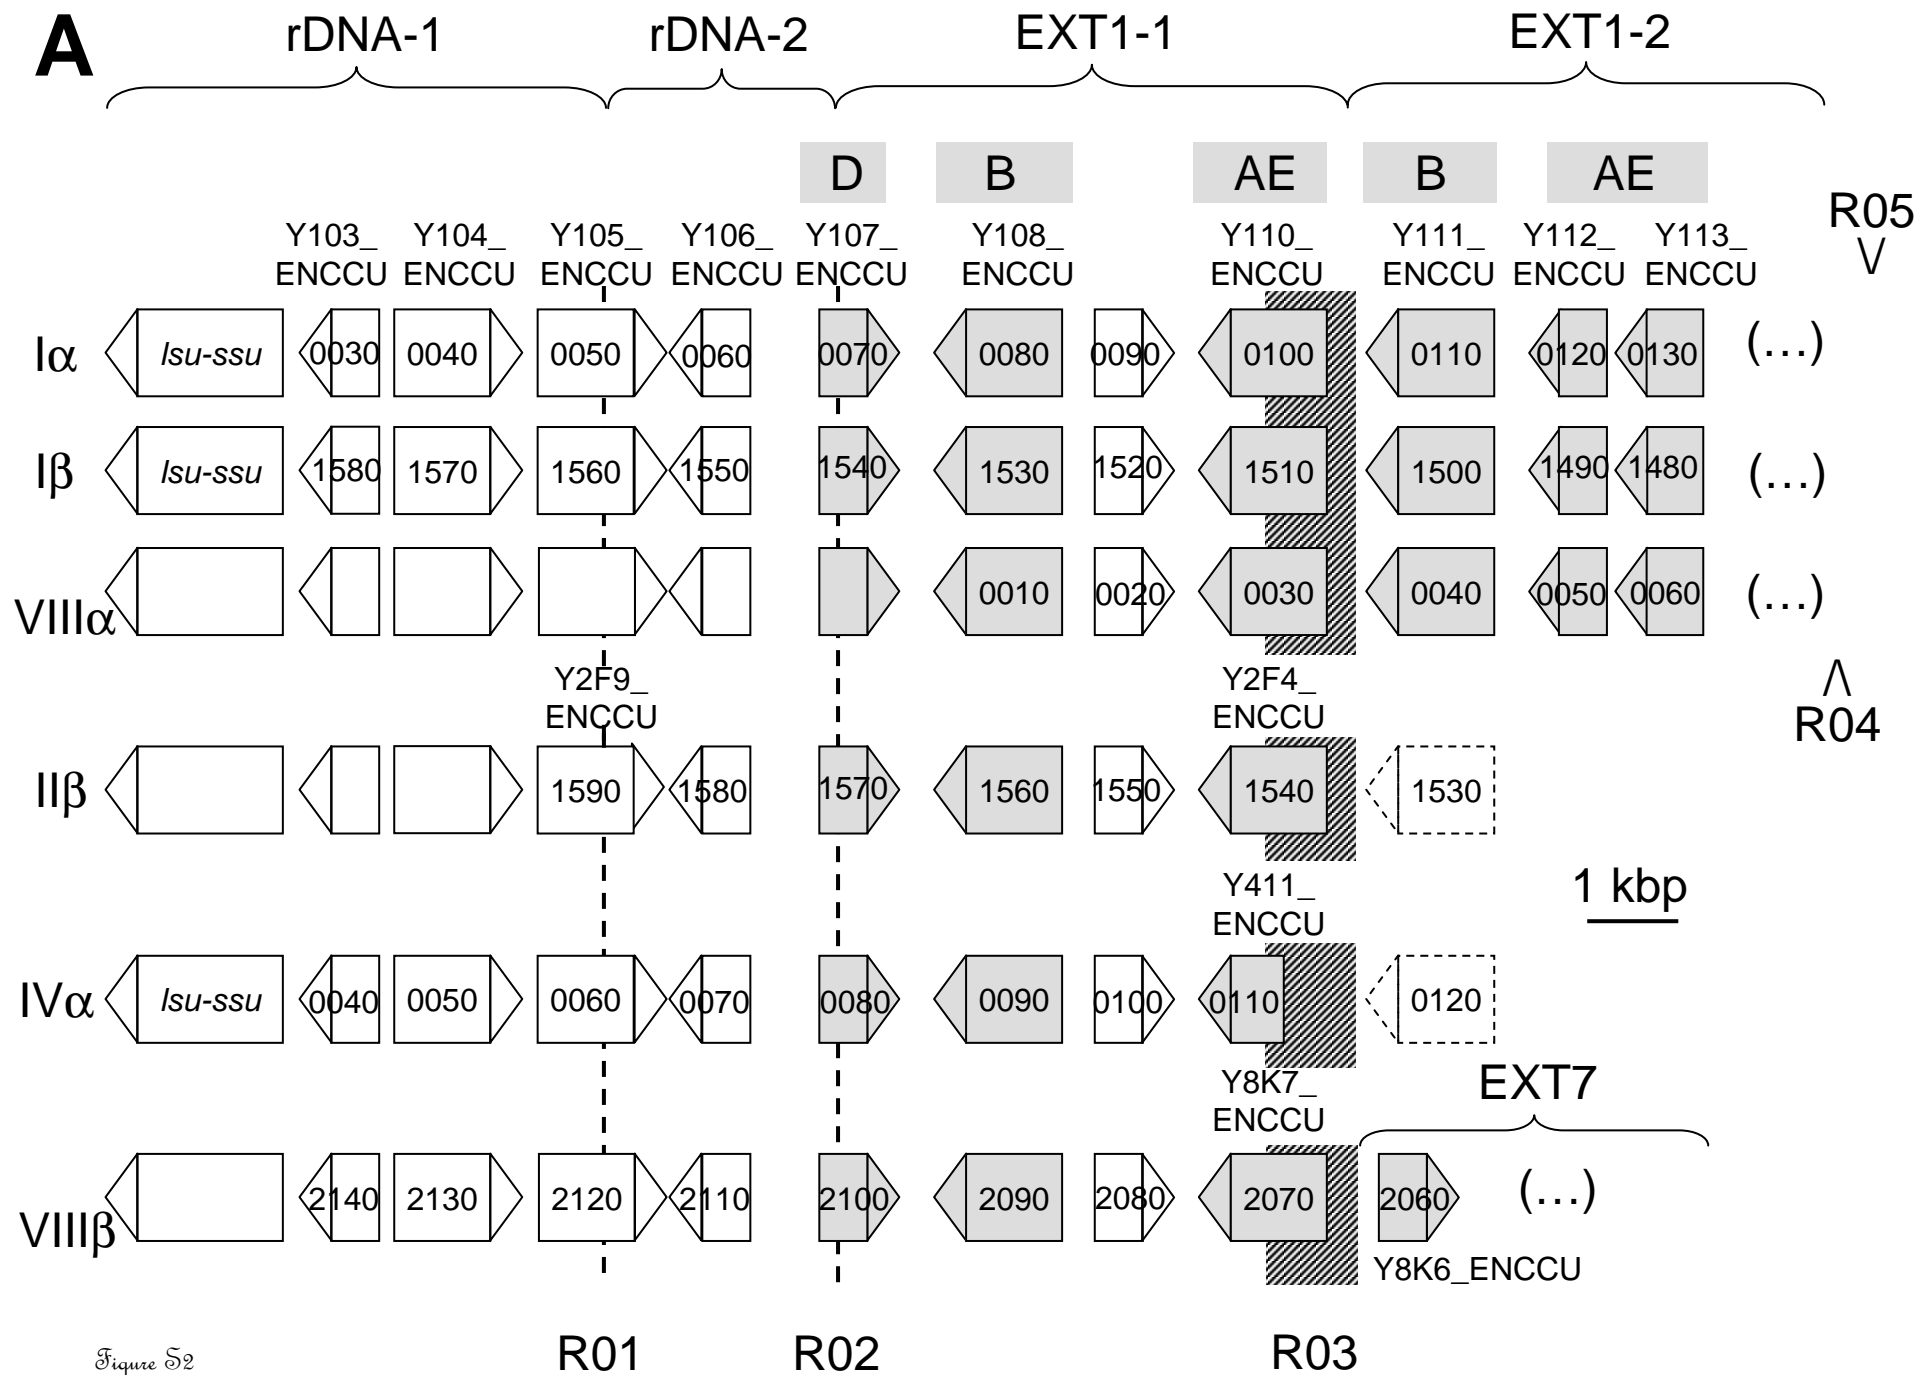 A
rDNA-1 rDNA-2 EXT1-1 EXT1-2
D B AE B AE
R05
Y103_ Y104_ Y105_ Y106_ Y107_ Y108_ Y110_ Y111_ Y112_ Y113_
ENCCU ENCCU ENCCU ENCCU ENCCU ENCCU ENCCU ENCCU ENCCU ENCCU
Iα lsu-ssu 0030 0040 0050 0060 0070 0080 0090 0100 0110 0120 0130 (...)
Iβ lsu-ssu 1580 1570 1560 1550 1540 1530 1520 1510 1500 1490 1480 (...)
VIIIα 0010 0020 0030 0040 0050 0060 (...)
Y2F9_ Y2F4_
ENCCU ENCCU
R04
IIβ 1590 1580 1570 1560 1550 1540 1530
1 kbp
Y411_
ENCCU
IVα lsu-ssu 0040 0050 0060 0070 0080 0090 0100 0110 0120
Y8K7_ EXT7
ENCCU
VIIIβ 2140 2130 2120 2110 2100 2090 2080 2070 2060 (...)
Y8K6_ENCCU
R01 R02 R03
Figure S2